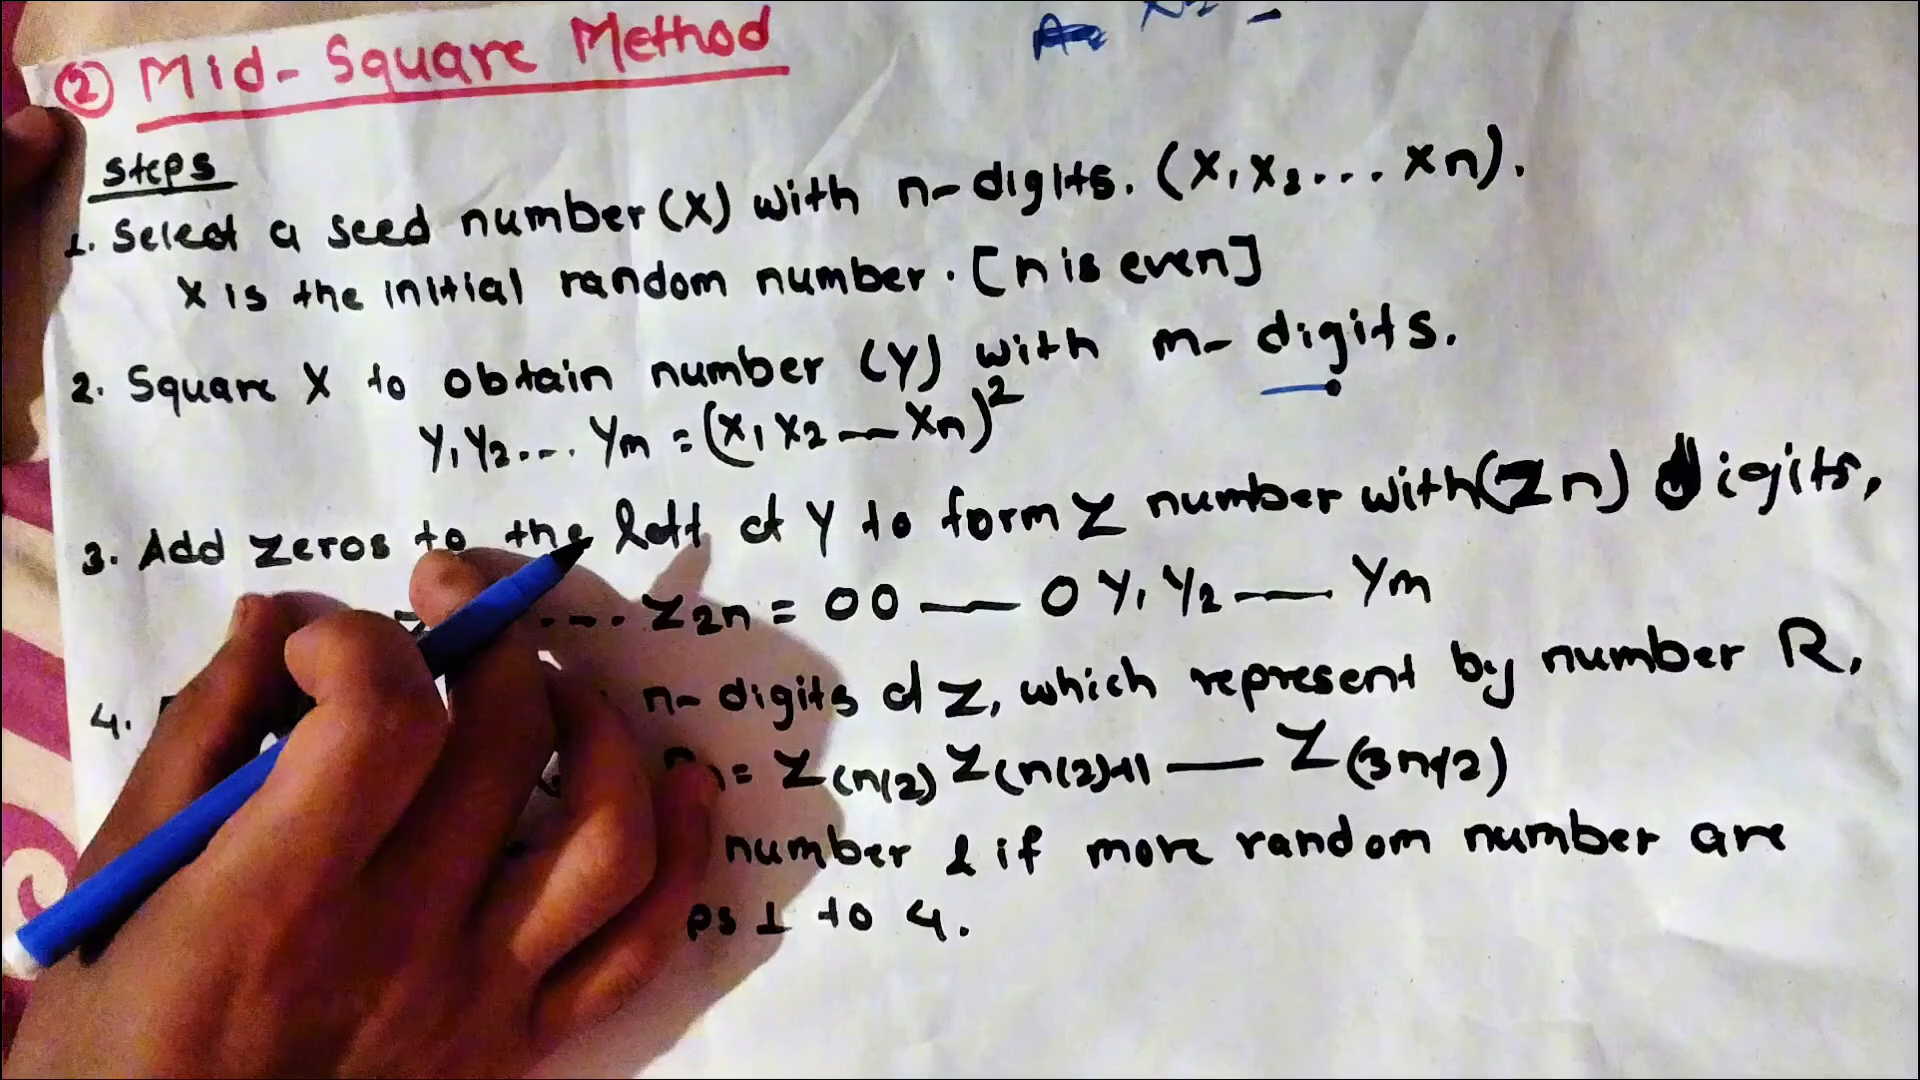 ② Mid-Square Method
steps
1. Select a seed number (X) with n-digits. (X₁X₂... Xn).
X is the initial random number. [n is even]
2. Square X to obtain number (Y) with m-digits.
Y₁Y₂... Ym = (X₁X₂ — Xn)²
3. Add zeros to the left of Y to form Z number with (2n) digits,
... Z2n = 00 — 0Y₁Y₂ — Ym
4. n-digits of Z, which represent by number R,
= Z(n/2) Z(n/2)+1 — Z(3n/2)
number & if more random number are
ps 1 to 4.